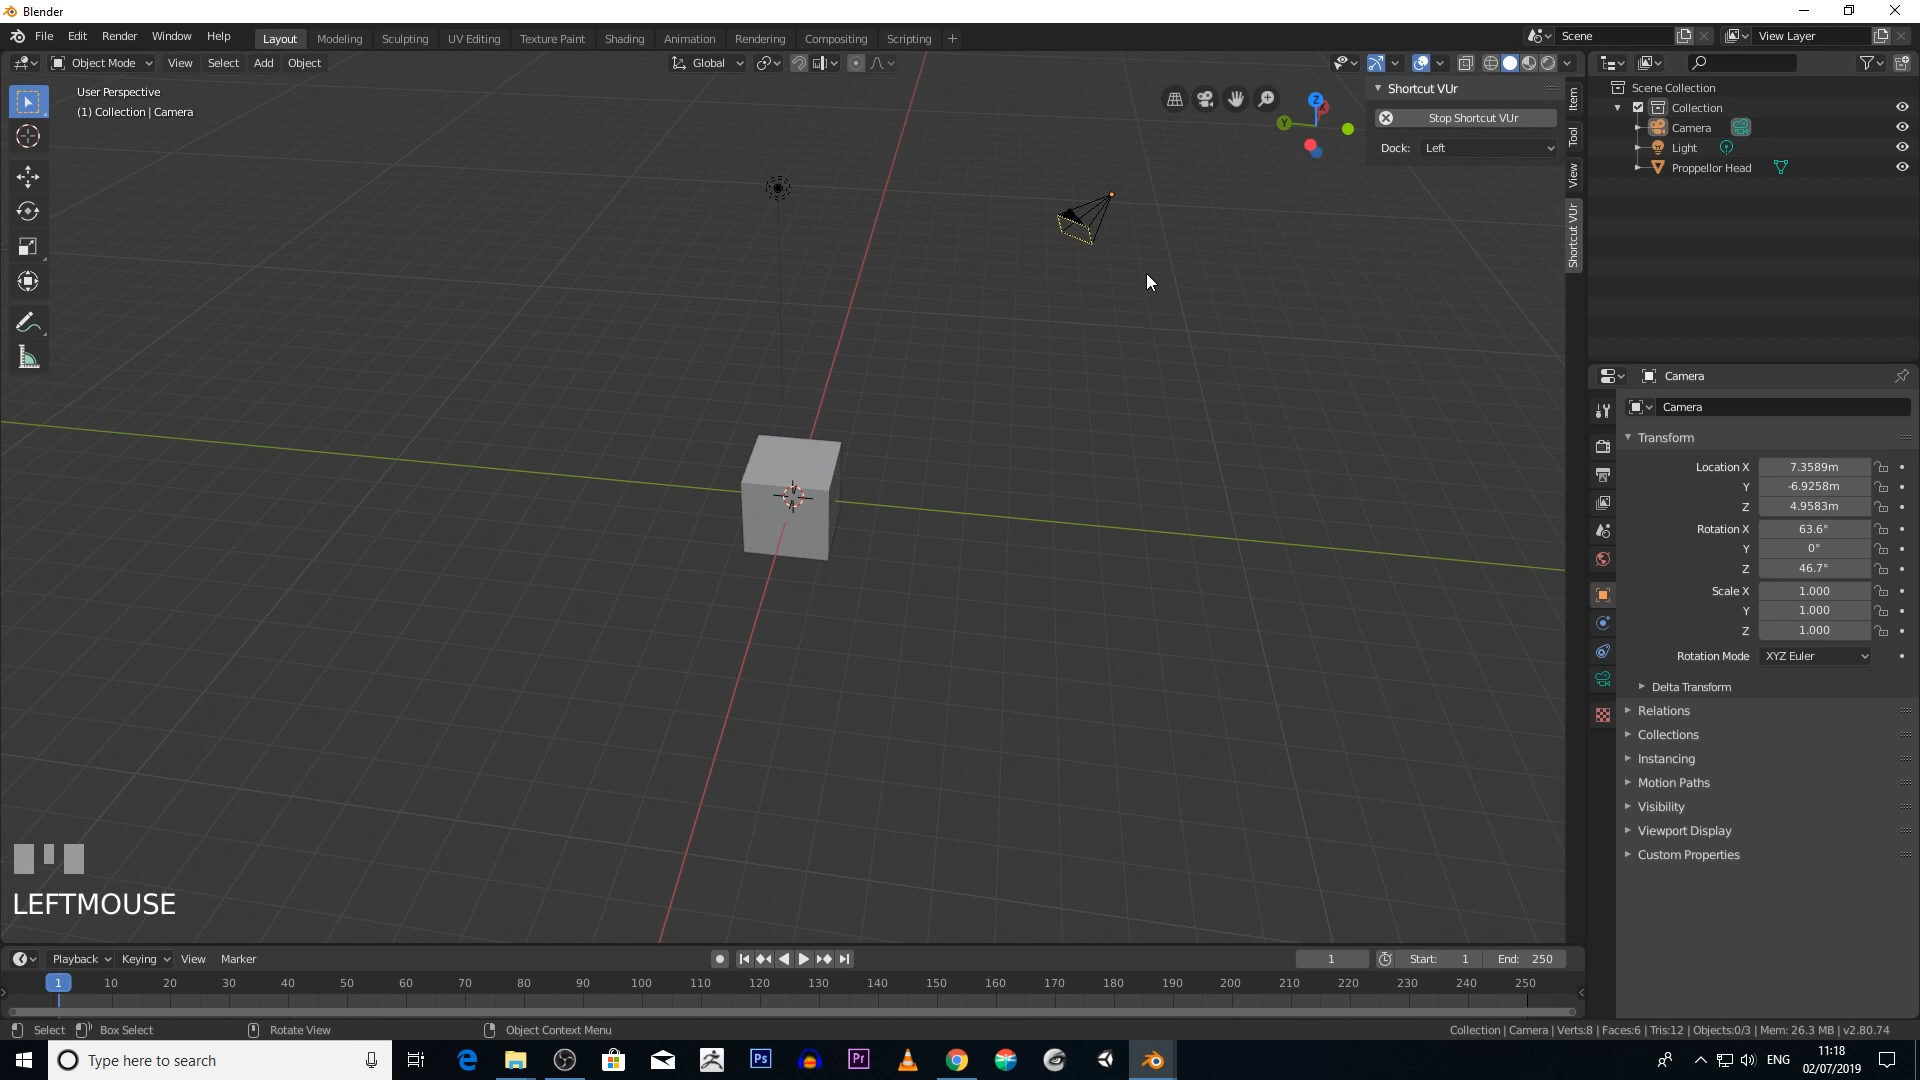 Blender
File Edit Render Window Help
Layout Modeling Sculpting UV Editing Texture Paint Shading Animation Rendering Compositing Scripting +
Scene
View Layer
Object Mode View Select Add Object
Global
User Perspective
(1) Collection | Camera
Z
X
Y
Shortcut VUr
Stop Shortcut VUr
Dock: Left
Item
Tool
View
Shortcut VUr
Scene Collection
Collection
Camera
Light
Proppellor Head
Camera
Camera
Transform
Location X 7.3589m
Y -6.9258m
Z 4.9583m
Rotation X 63.6°
Y 0°
Z 46.7°
Scale X 1.000
Y 1.000
Z 1.000
Rotation Mode XYZ Euler
Delta Transform
Relations
Collections
Instancing
Motion Paths
Visibility
Viewport Display
Custom Properties
LEFTMOUSE
Playback Keying View Marker
1
Start: 1
End: 250
1 10 20 30 40 50 60 70 80 90 100 110 120 130 140 150 160 170 180 190 200 210 220 230 240 250
Select Box Select Rotate View Object Context Menu
Collection | Camera | Verts:8 | Faces:6 | Tris:12 | Objects:0/3 | Mem: 26.3 MB | v2.80.74
Type here to search
Ps
Pr
ENG
11:18
02/07/2019